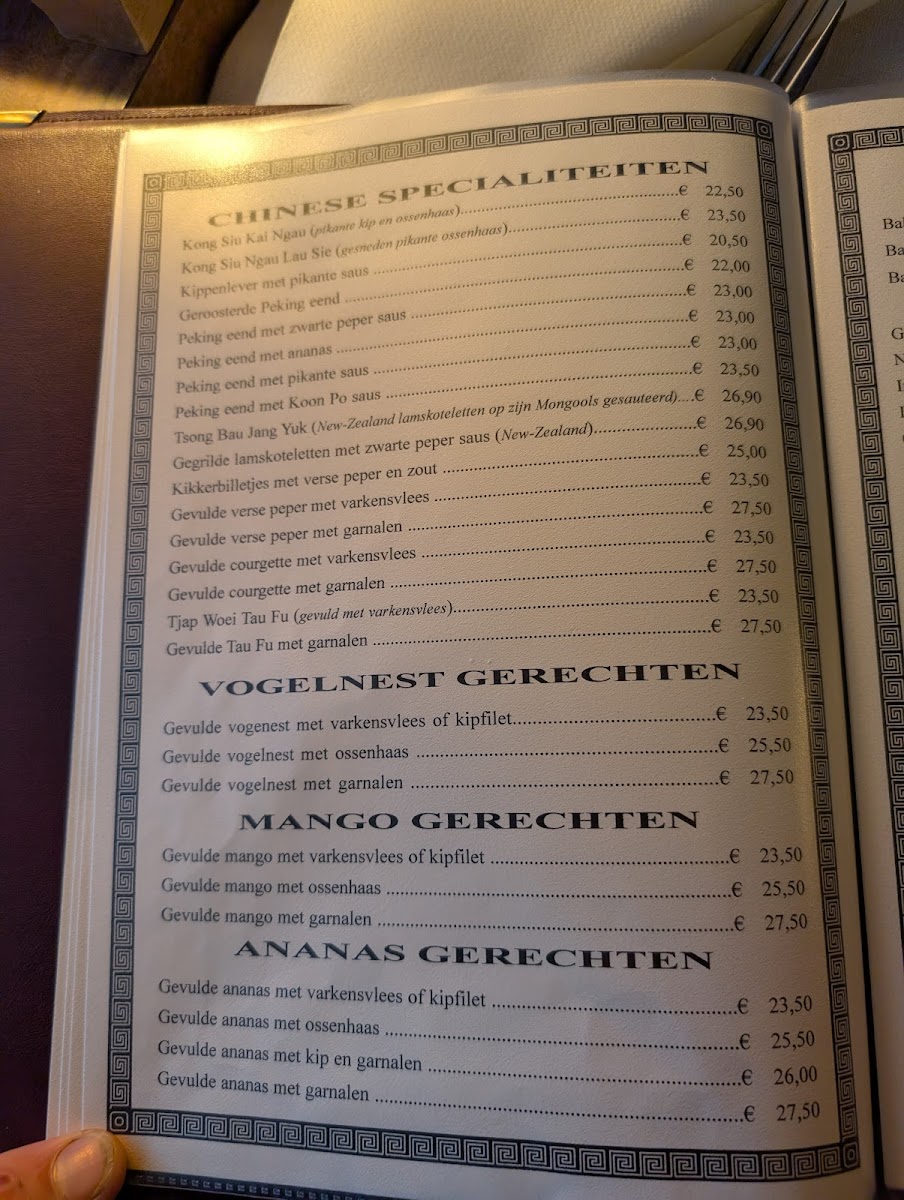 CHINESE SPECIALITEITEN
Kong Siu Kai Ngau (pikante kip en ossenhaas)..........€ 22,50
Kong Siu Ngau Lau Sie (gesneden pikante ossenhaas)..........€ 23,50
Kippenlever met pikante saus ..........€ 20,50
Geroosterde Peking eend ..........€ 22,00
Peking eend met zwarte peper saus ..........€ 23,00
Peking eend met ananas ..........€ 23,00
Peking eend met pikante saus ..........€ 23,00
Peking eend met Koon Po saus ..........€ 23,50
Tsong Bau Jang Yuk (New-Zealand lamskoteletten op zijn Mongools gesauteerd)....€ 26,90
Gegrilde lamskoteletten met zwarte peper saus (New-Zealand)..........€ 26,90
Kikkerbilletjes met verse peper en zout ..........€ 25,00
Gevulde verse peper met varkensvlees ..........€ 23,50
Gevulde verse peper met garnalen ..........€ 27,50
Gevulde courgette met varkensvlees ..........€ 23,50
Gevulde courgette met garnalen ..........€ 27,50
Tjap Woei Tau Fu (gevuld met varkensvlees)..........€ 23,50
Gevulde Tau Fu met garnalen ..........€ 27,50
VOGELNEST GERECHTEN
Gevulde vogenest met varkensvlees of kipfilet..........€ 23,50
Gevulde vogelnest met ossenhaas ..........€ 25,50
Gevulde vogelnest met garnalen ..........€ 27,50
MANGO GERECHTEN
Gevulde mango met varkensvlees of kipfilet ..........€ 23,50
Gevulde mango met ossenhaas ..........€ 25,50
Gevulde mango met garnalen ..........€ 27,50
ANANAS GERECHTEN
Gevulde ananas met varkensvlees of kipfilet ..........€ 23,50
Gevulde ananas met ossenhaas ..........€ 25,50
Gevulde ananas met kip en garnalen ..........€ 26,00
Gevulde ananas met garnalen ..........€ 27,50